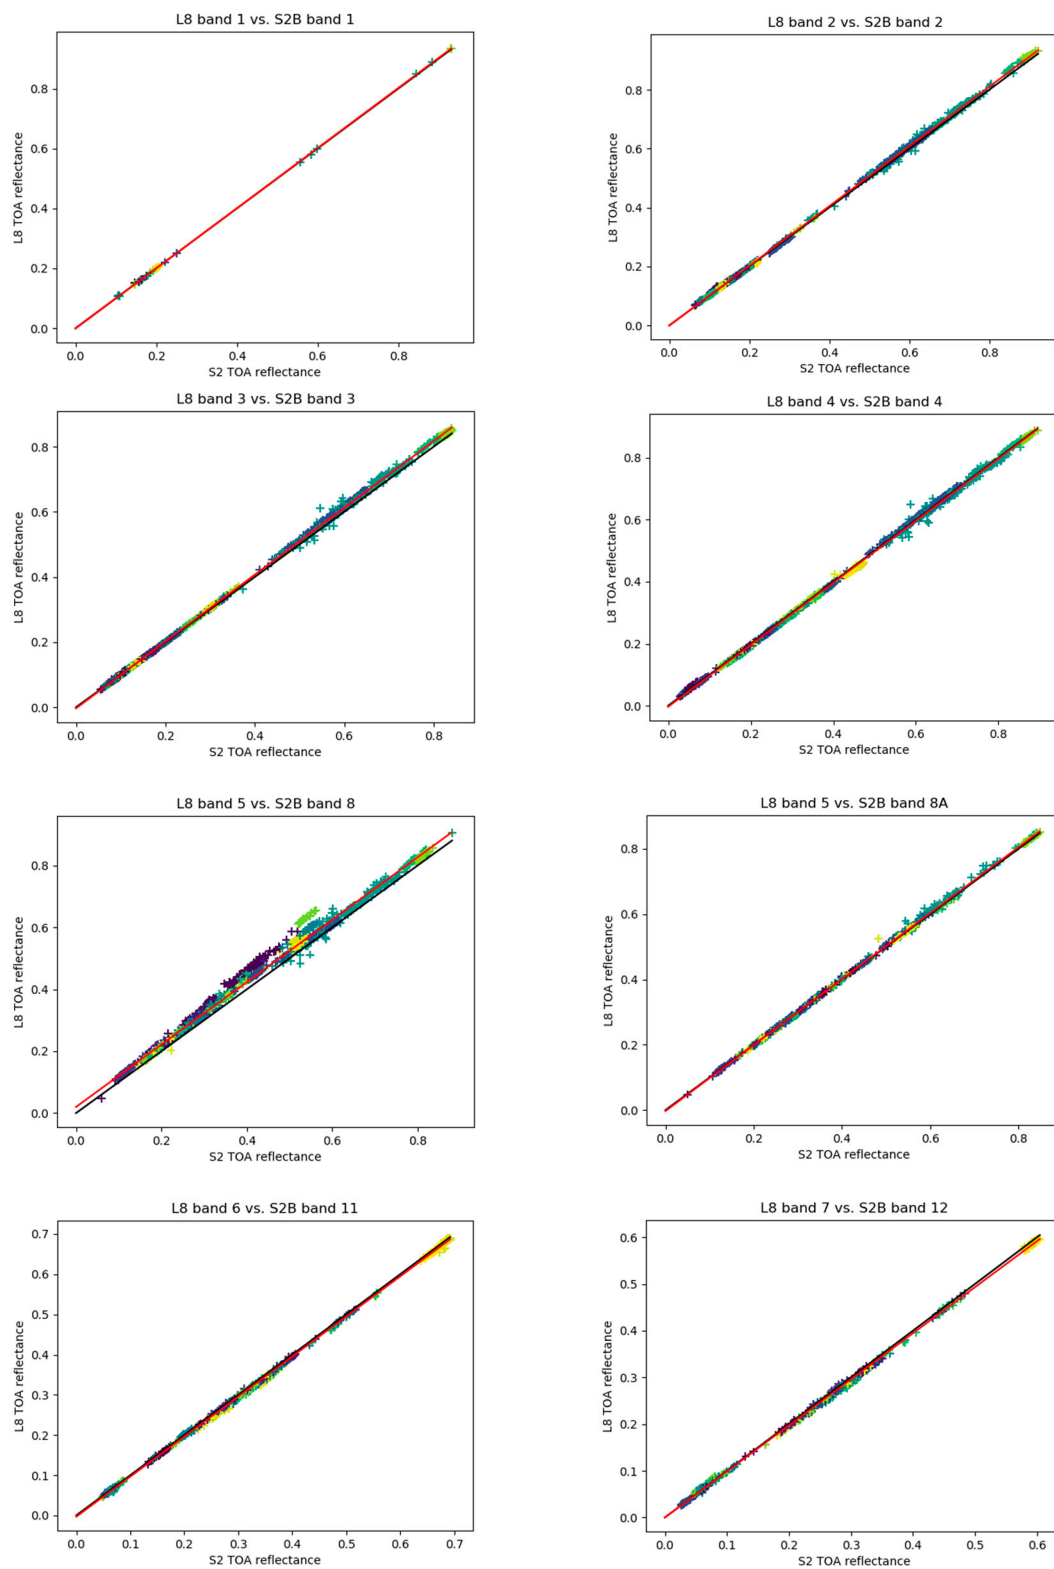 L8 band 1 vs. S2B band 1
L8 TOA reflectance
0.8
0.6
0.4
0.2
0.0
0.0 0.2 0.4 0.6 0.8
S2 TOA reflectance
L8 band 2 vs. S2B band 2
L8 TOA reflectance
0.8
0.6
0.4
0.2
0.0
0.0 0.2 0.4 0.6 0.8
S2 TOA reflectance
L8 band 3 vs. S2B band 3
L8 TOA reflectance
0.8
0.6
0.4
0.2
0.0
0.0 0.2 0.4 0.6 0.8
S2 TOA reflectance
L8 band 4 vs. S2B band 4
L8 TOA reflectance
0.8
0.6
0.4
0.2
0.0
0.0 0.2 0.4 0.6 0.8
S2 TOA reflectance
L8 band 5 vs. S2B band 8
L8 TOA reflectance
0.8
0.6
0.4
0.2
0.0
0.0 0.2 0.4 0.6 0.8
S2 TOA reflectance
L8 band 5 vs. S2B band 8A
L8 TOA reflectance
0.8
0.6
0.4
0.2
0.0
0.0 0.2 0.4 0.6 0.8
S2 TOA reflectance
L8 band 6 vs. S2B band 11
L8 TOA reflectance
0.7
0.6
0.5
0.4
0.3
0.2
0.1
0.0
0.0 0.1 0.2 0.3 0.4 0.5 0.6 0.7
S2 TOA reflectance
L8 band 7 vs. S2B band 12
L8 TOA reflectance
0.6
0.5
0.4
0.3
0.2
0.1
0.0
0.0 0.1 0.2 0.3 0.4 0.5 0.6
S2 TOA reflectance